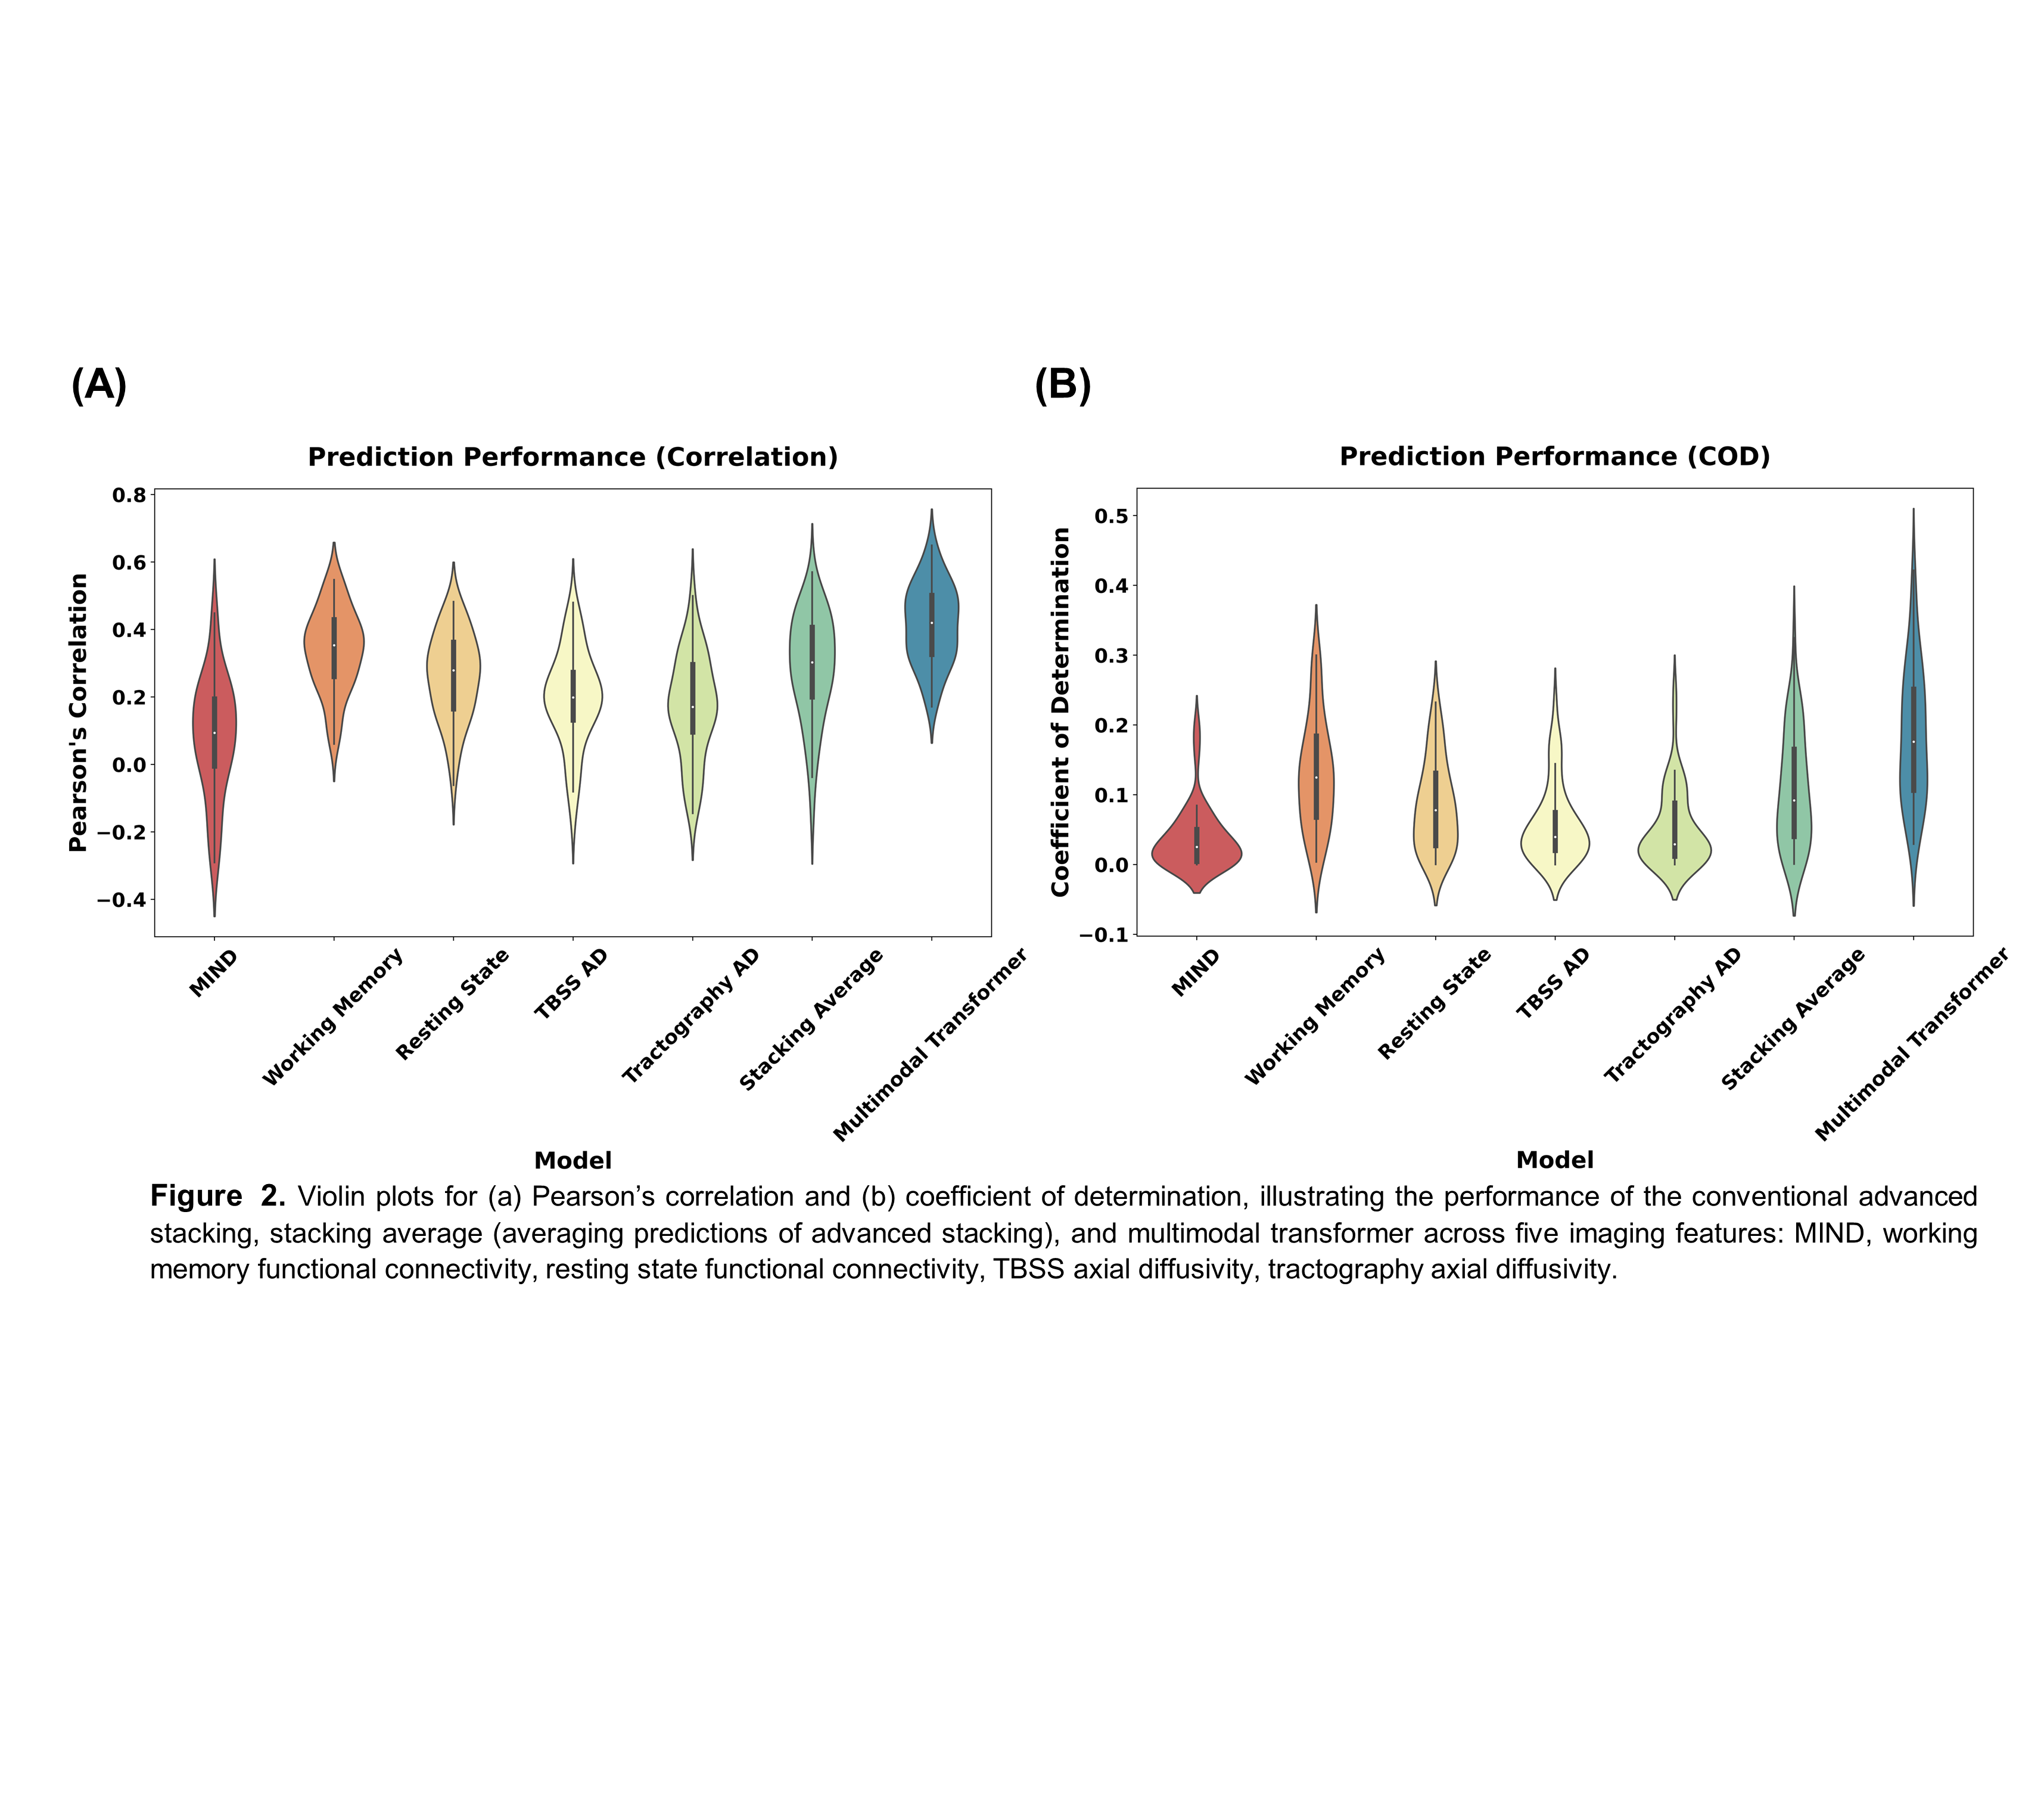 (A)
(B)
Prediction Performance (Correlation)
Pearson's Correlation
0.8
0.6
0.4
0.2
0.0
−0.2
−0.4
MIND
Working Memory
Resting State
TBSS AD
Tractography AD
Stacking Average
Multimodal Transformer
Model
Prediction Performance (COD)
Coefficient of Determination
0.5
0.4
0.3
0.2
0.1
0.0
−0.1
MIND
Working Memory
Resting State
TBSS AD
Tractography AD
Stacking Average
Multimodal Transformer
Model
Figure 2. Violin plots for (a) Pearson’s correlation and (b) coefficient of determination, illustrating the performance of the conventional advanced
stacking, stacking average (averaging predictions of advanced stacking), and multimodal transformer across five imaging features: MIND, working
memory functional connectivity, resting state functional connectivity, TBSS axial diffusivity, tractography axial diffusivity.